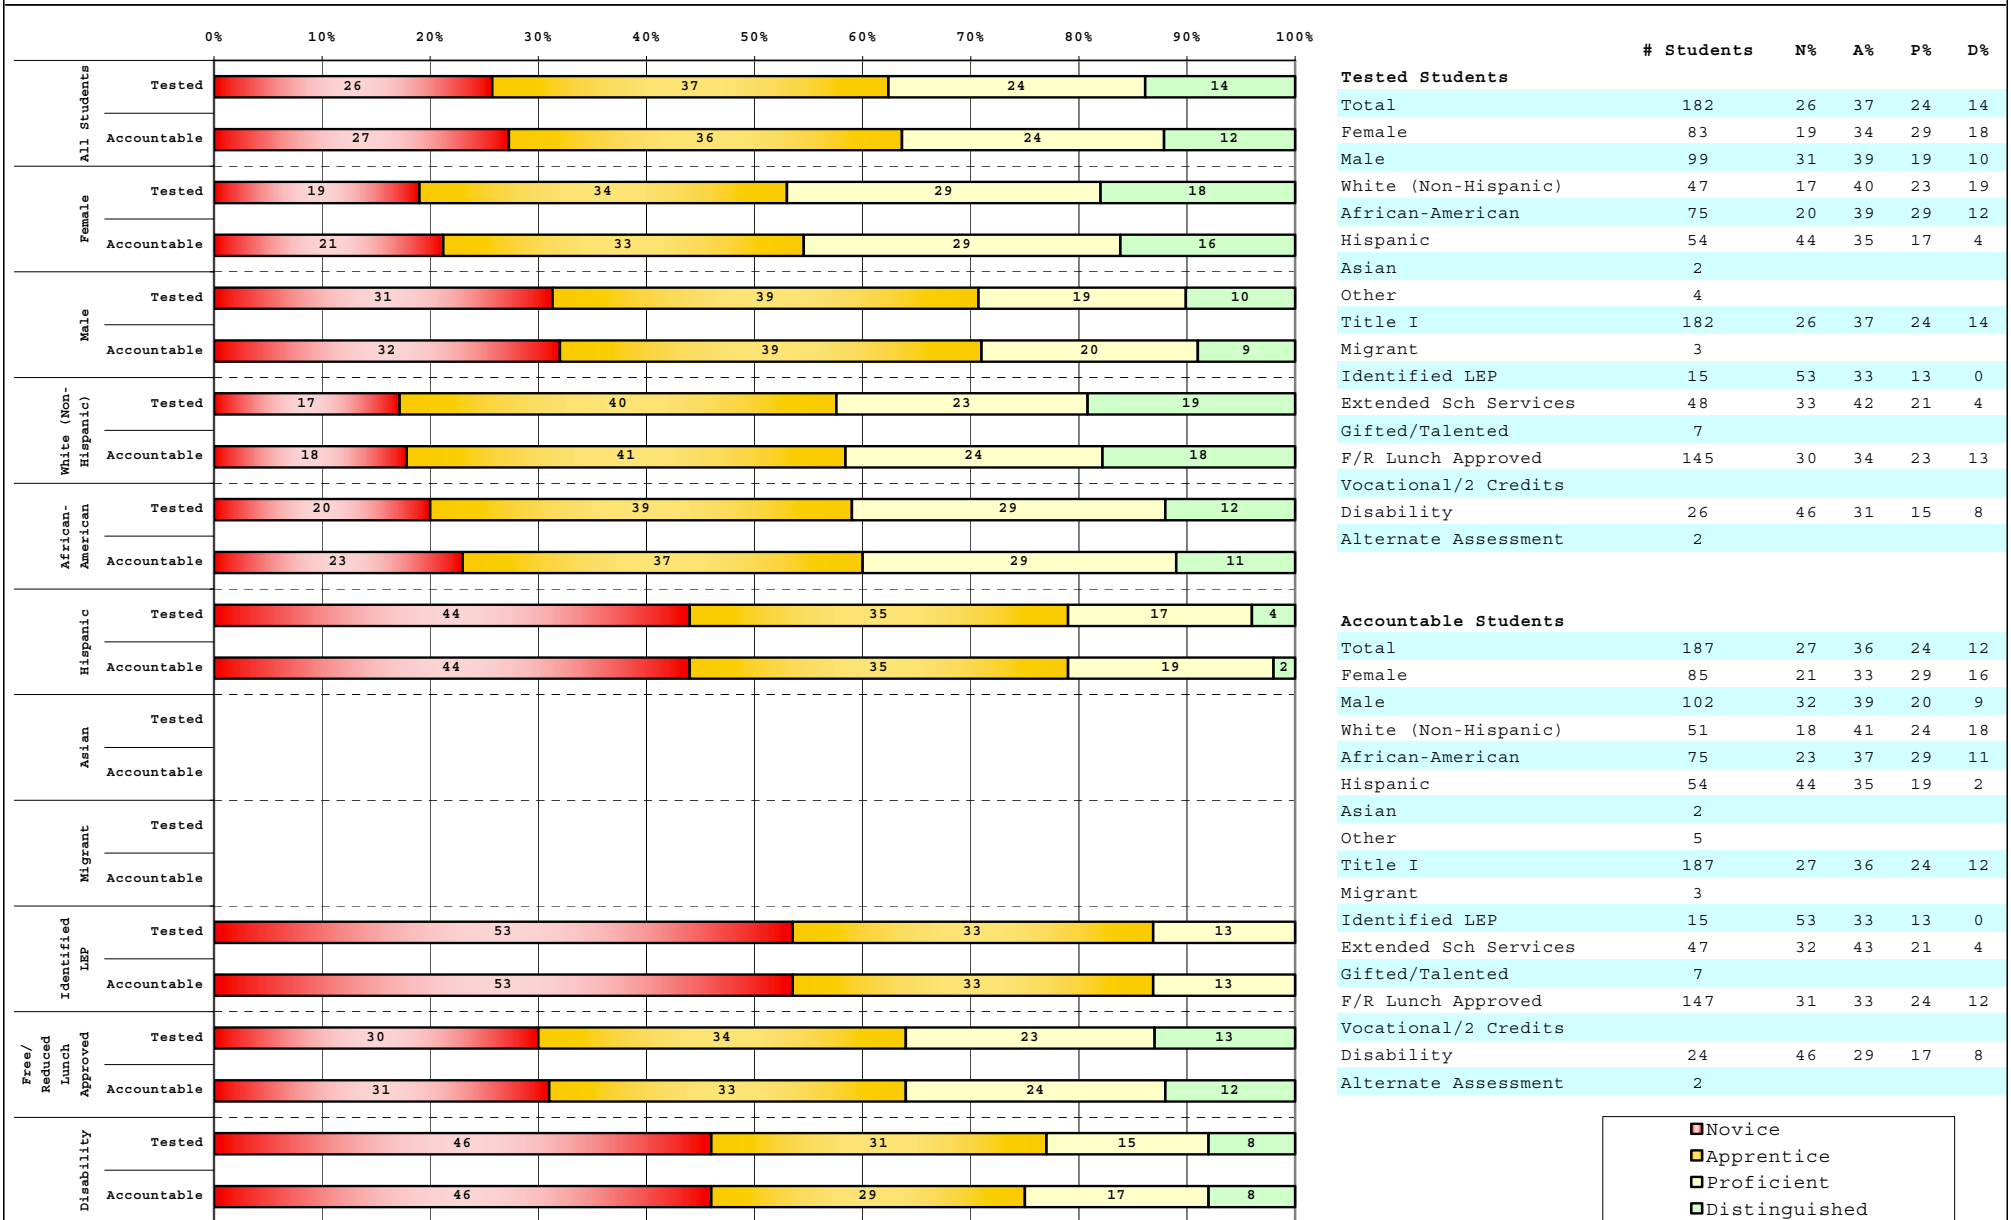 0% 10% 20% 30% 40% 50% 60% 70% 80% 90% 100%
All Students
Tested 26 37 24 14
Accountable 27 36 24 12
Female
Tested 19 34 29 18
Accountable 21 33 29 16
Male
Tested 31 39 19 10
Accountable 32 39 20 9
White (Non-
Hispanic)
Tested 17 40 23 19
Accountable 18 41 24 18
African-
American
Tested 20 39 29 12
Accountable 23 37 29 11
Hispanic
Tested 44 35 17 4
Accountable 44 35 19 2
Asian
Tested
Accountable
Migrant
Tested
Accountable
Identified
LEP
Tested 53 33 13
Accountable 53 33 13
Free/
Reduced
Lunch
Approved
Tested 30 34 23 13
Accountable 31 33 24 12
Disability
Tested 46 31 15 8
Accountable 46 29 17 8
# Students N% A% P% D%
Tested Students
Total 182 26 37 24 14
Female 83 19 34 29 18
Male 99 31 39 19 10
White (Non-Hispanic) 47 17 40 23 19
African-American 75 20 39 29 12
Hispanic 54 44 35 17 4
Asian 2
Other 4
Title I 182 26 37 24 14
Migrant 3
Identified LEP 15 53 33 13 0
Extended Sch Services 48 33 42 21 4
Gifted/Talented 7
F/R Lunch Approved 145 30 34 23 13
Vocational/2 Credits
Disability 26 46 31 15 8
Alternate Assessment 2
Accountable Students
Total 187 27 36 24 12
Female 85 21 33 29 16
Male 102 32 39 20 9
White (Non-Hispanic) 51 18 41 24 18
African-American 75 23 37 29 11
Hispanic 54 44 35 19 2
Asian 2
Other 5
Title I 187 27 36 24 12
Migrant 3
Identified LEP 15 53 33 13 0
Extended Sch Services 47 32 43 21 4
Gifted/Talented 7
F/R Lunch Approved 147 31 33 24 12
Vocational/2 Credits
Disability 24 46 29 17 8
Alternate Assessment 2
Novice
Apprentice
Proficient
Distinguished